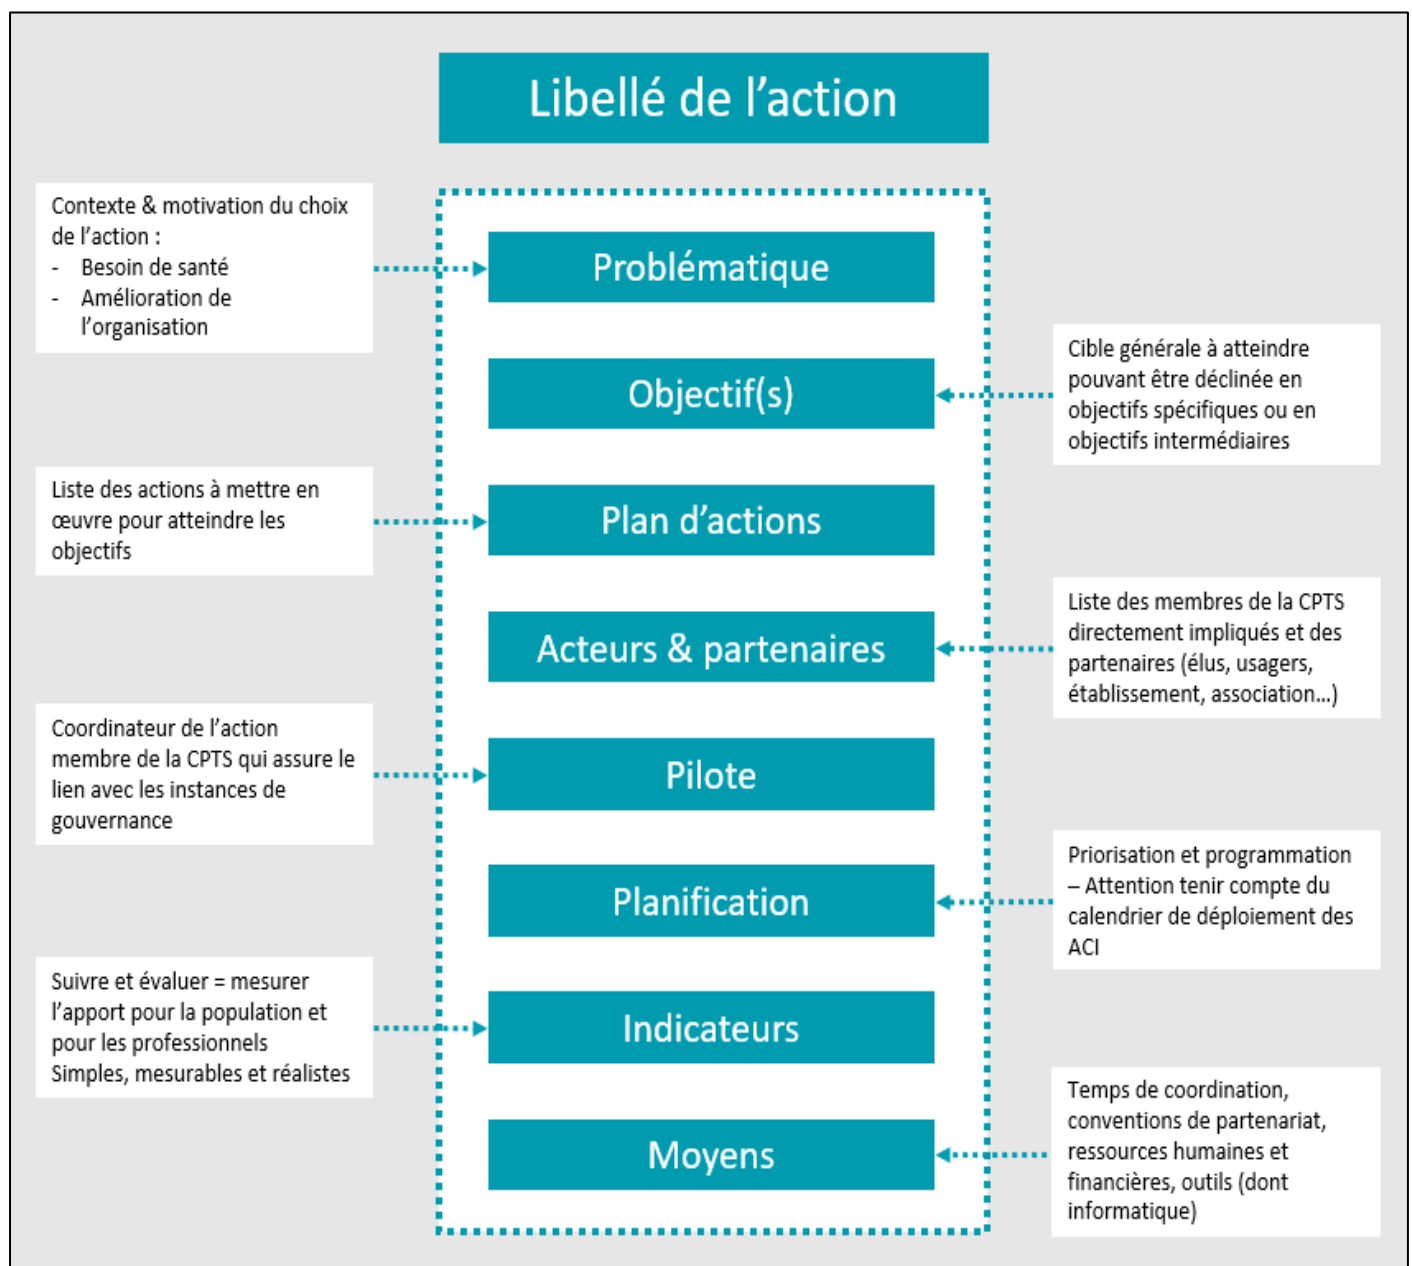 Libellé de l’action
Contexte & motivation du choix
de l’action :
- Besoin de santé
- Amélioration de
l’organisation
Problématique
Objectif(s)
Cible générale à atteindre
pouvant être déclinée en
objectifs spécifiques ou en
objectifs intermédiaires
Liste des actions à mettre en
œuvre pour atteindre les
objectifs
Plan d’actions
Acteurs & partenaires
Liste des membres de la CPTS
directement impliqués et des
partenaires (élus, usagers,
établissement, association...)
Coordinateur de l’action
membre de la CPTS qui assure le
lien avec les instances de
gouvernance
Pilote
Planification
Priorisation et programmation
– Attention tenir compte du
calendrier de déploiement des
ACI
Suivre et évaluer = mesurer
l’apport pour la population et
pour les professionnels
Simples, mesurables et réalistes
Indicateurs
Moyens
Temps de coordination,
conventions de partenariat,
ressources humaines et
financières, outils (dont
informatique)